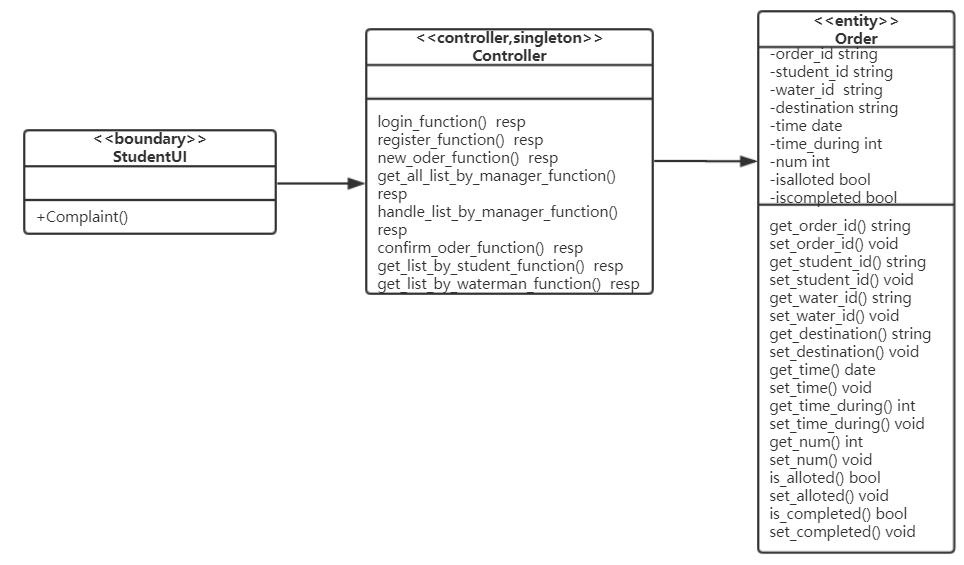 <<boundary>>
StudentUI
+Complaint()
<<controller,singleton>>
Controller
login_function()  resp
register_function()  resp
new_oder_function()  resp
get_all_list_by_manager_function()
resp
handle_list_by_manager_function()
resp
confirm_oder_function()  resp
get_list_by_student_function()  resp
get_list_by_waterman_function()  resp
<<entity>>
Order
-order_id string
-student_id string
-water_id  string
-destination string
-time date
-time_during int
-num int
-isalloted bool
-iscompleted bool
get_order_id() string
set_order_id() void
get_student_id() string
set_student_id() void
get_water_id() string
set_water_id() void
get_destination() string
set_destination() void
get_time() date
set_time() void
get_time_during() int
set_time_during() void
get_num() int
set_num() void
is_alloted() bool
set_alloted() void
is_completed() bool
set_completed() void